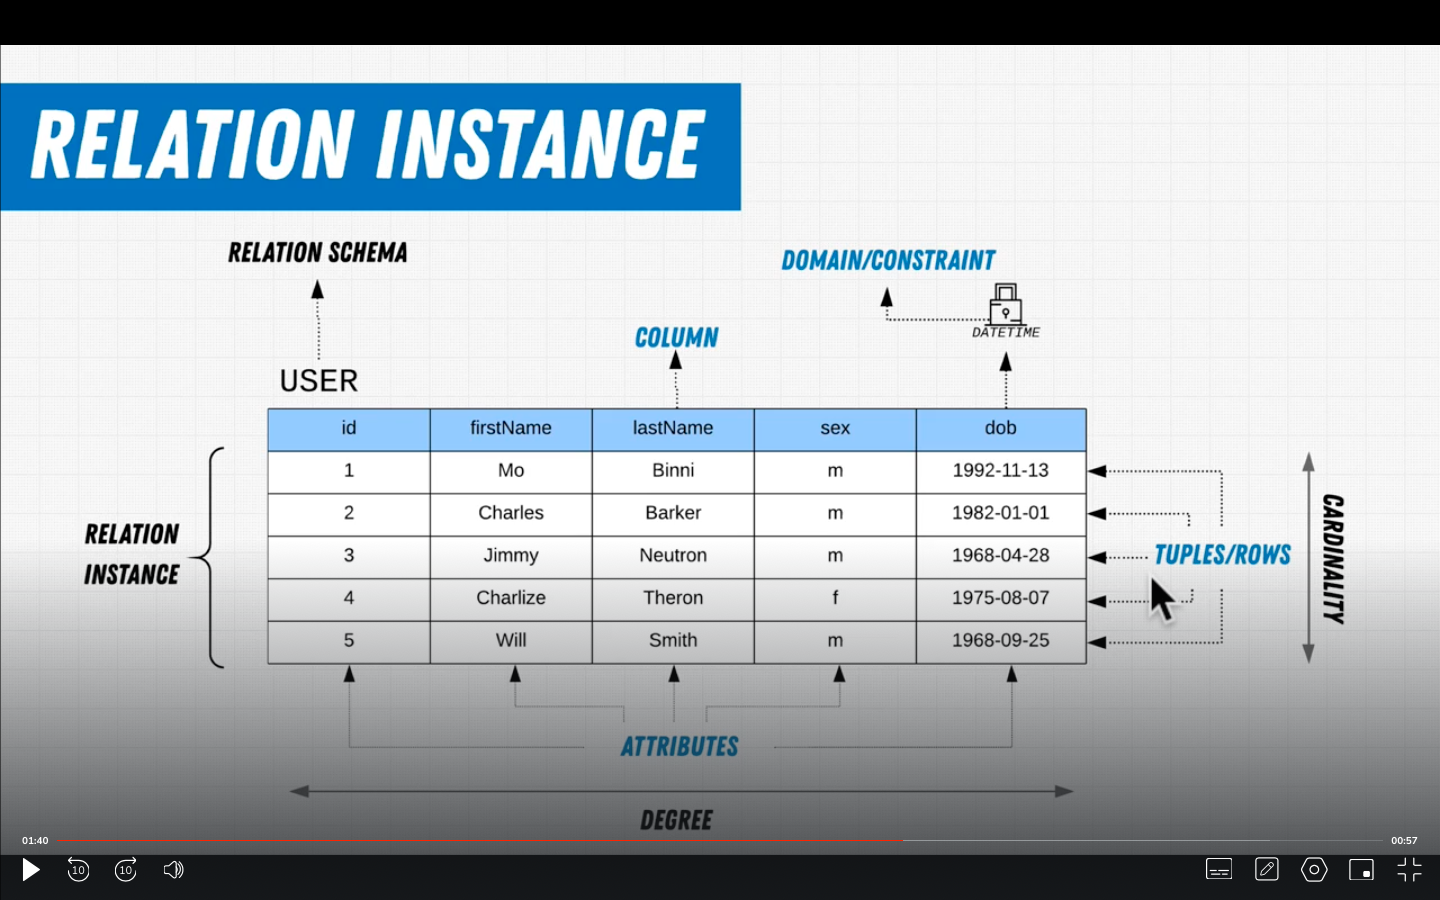 RELATION INSTANCE
RELATION SCHEMA
DOMAIN/CONSTRAINT
DATETIME
COLUMN
USER
id firstName lastName sex dob
1 Mo Binni m 1992-11-13
2 Charles Barker m 1982-01-01
3 Jimmy Neutron m 1968-04-28
4 Charlize Theron f 1975-08-07
5 Will Smith m 1968-09-25
RELATION
INSTANCE
TUPLES/ROWS
CARDINALITY
ATTRIBUTES
DEGREE
01:40 00:57
10 10